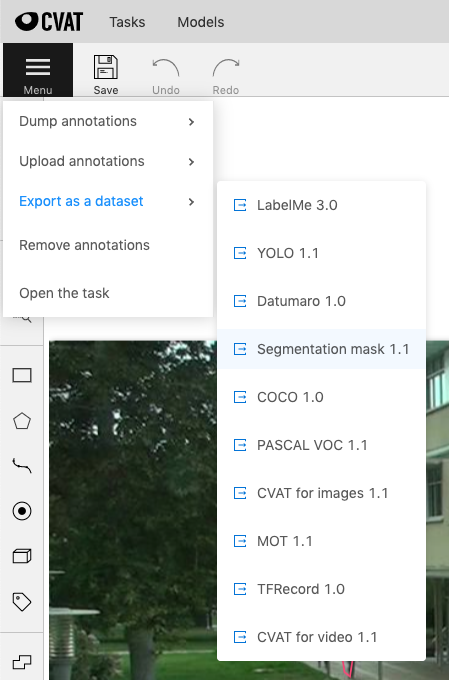 CVAT
Tasks
Models
Menu
Save
Undo
Redo
Dump annotations
Upload annotations
Export as a dataset
Remove annotations
Open the task
LabelMe 3.0
YOLO 1.1
Datumaro 1.0
Segmentation mask 1.1
COCO 1.0
PASCAL VOC 1.1
CVAT for images 1.1
MOT 1.1
TFRecord 1.0
CVAT for video 1.1